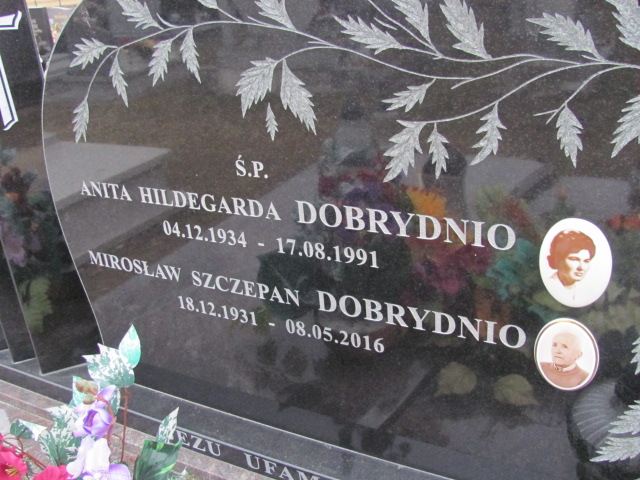 Ś.P.
ANITA HILDEGARDA DOBRYDNIO
04.12.1934 - 17.08.1991
MIROSŁAW SZCZEPAN DOBRYDNIO
18.12.1931 - 08.05.2016
JEZU UFAM